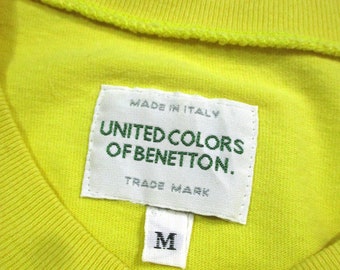 MADE IN ITALY
UNITED COLORS
OF BENETTON.
TRADE MARK
M